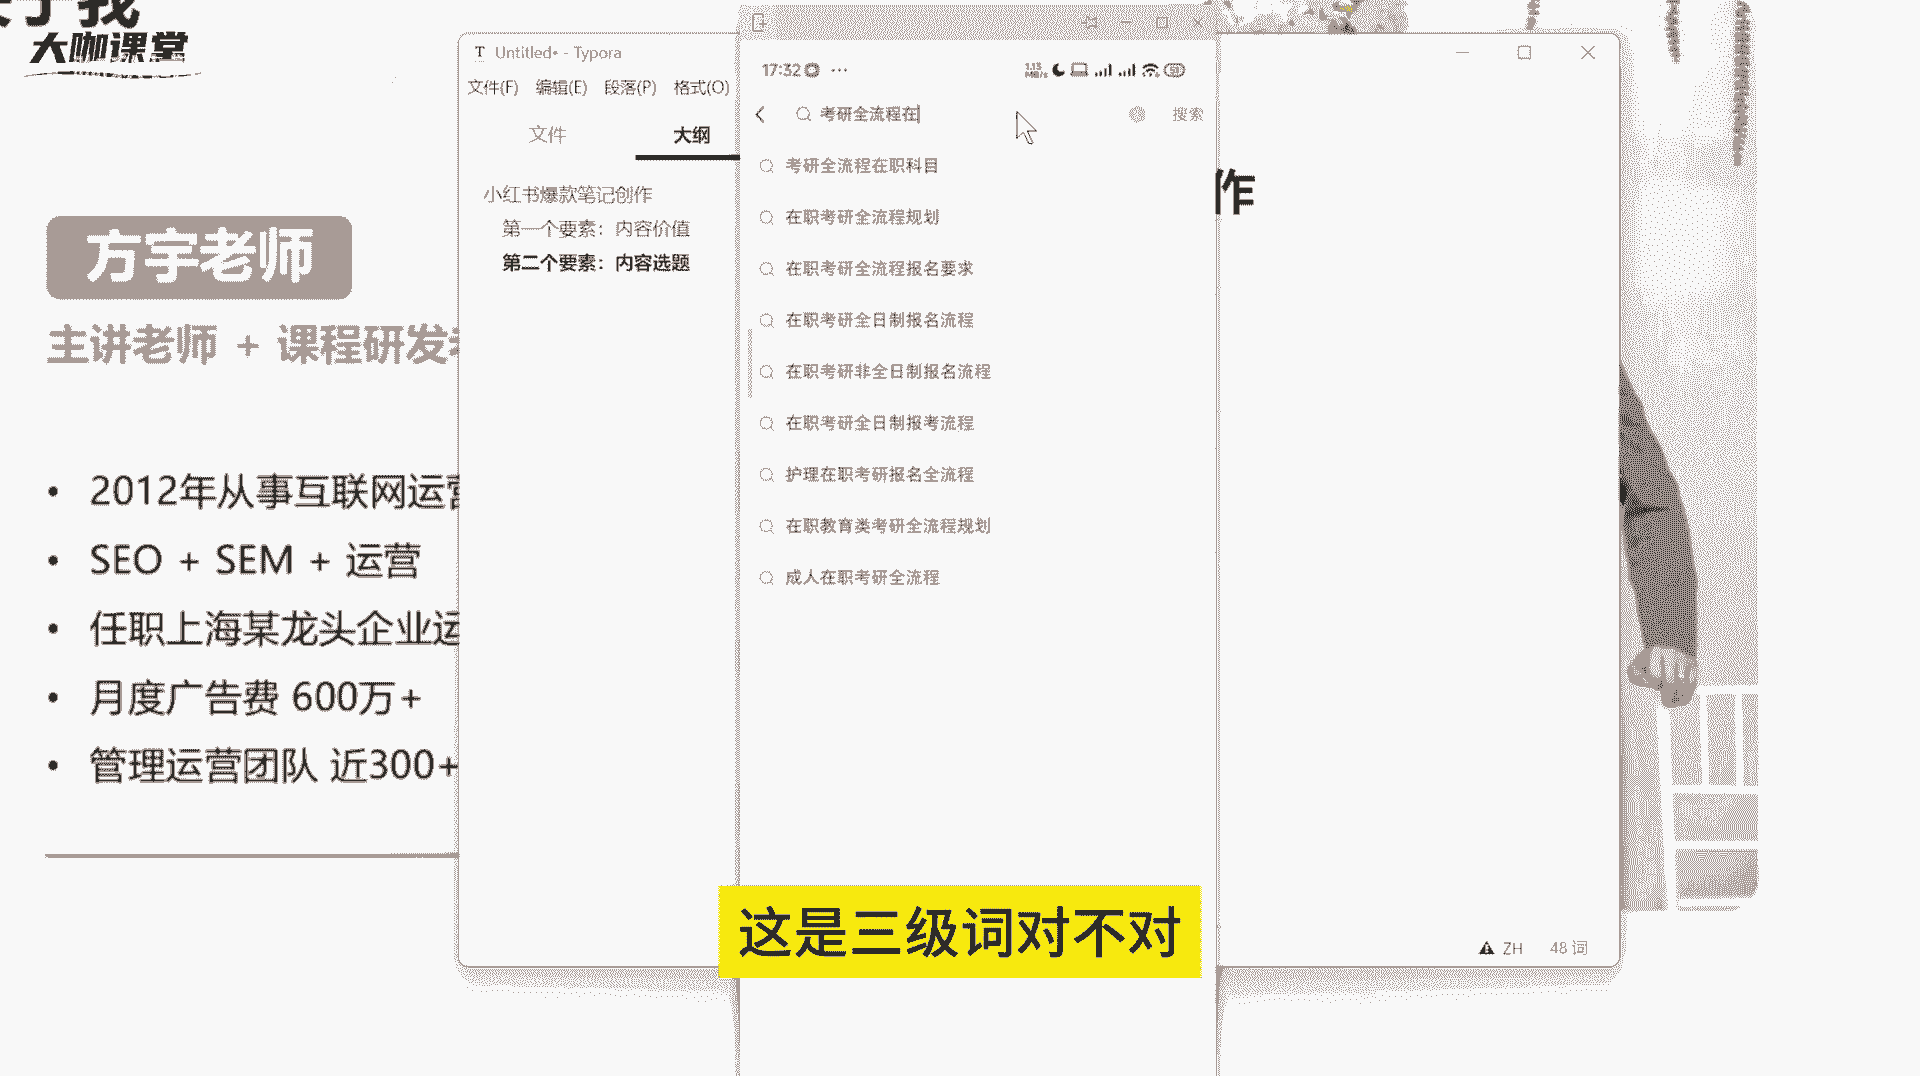 大咖课堂
方宇老师
主讲老师 + 课程研发
• 2012年从事互联网运营
• SEO + SEM + 运营
• 任职上海某龙头企业运
• 月度广告费 600万+
• 管理运营团队 近300+
Untitled• - Typora
文件(F) 编辑(E) 段落(P) 格式(O)
文件 大纲
小红书爆款笔记创作
第一个要素：内容价值
第二个要素：内容选题
17:32
1.13 MB/s
51
考研全流程在
搜索
考研全流程在职科目
在职考研全流程规划
在职考研全流程报名要求
在职考研全日制报名流程
在职考研非全日制报名流程
在职考研全日制报考流程
护理在职考研报名全流程
在职教育类考研全流程规划
成人在职考研全流程
作
ZH 48 词
这是三级词对不对